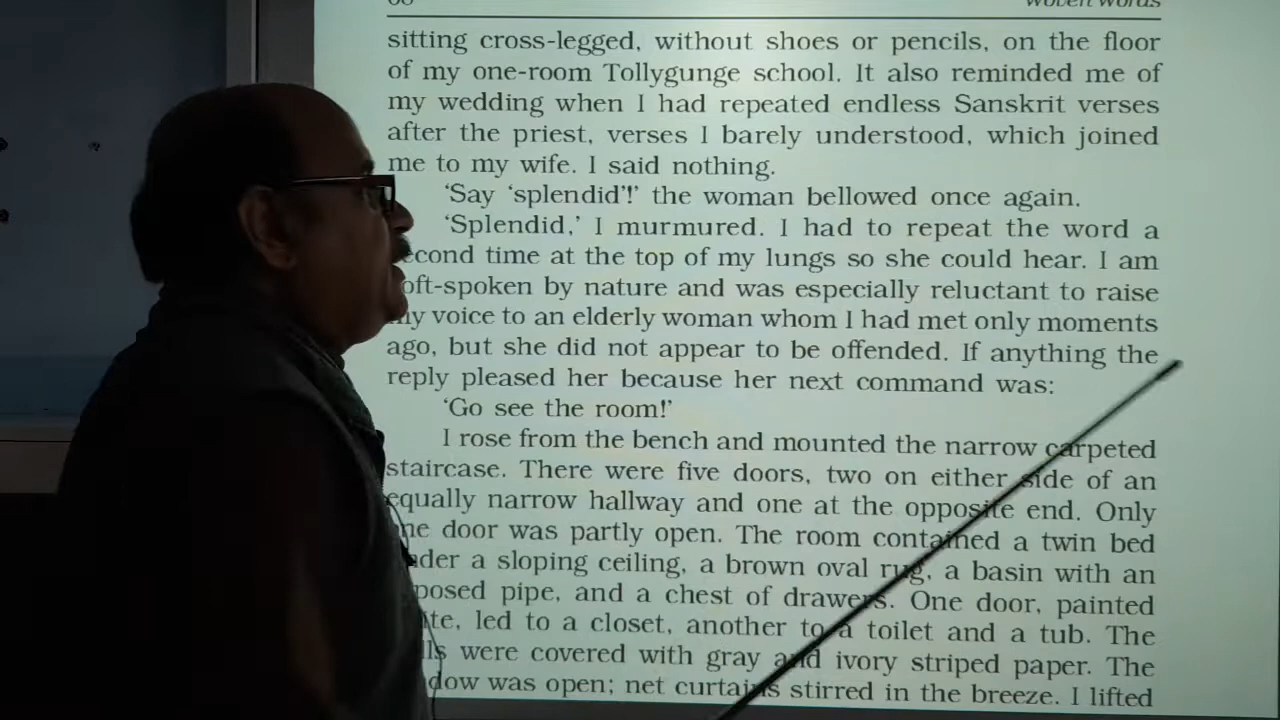 sitting cross-legged, without shoes or pencils, on the floor
of my one-room Tollygunge school. It also reminded me of
my wedding when I had repeated endless Sanskrit verses
after the priest, verses I barely understood, which joined
me to my wife. I said nothing.
'Say 'splendid'!' the woman bellowed once again.
'Splendid,' I murmured. I had to repeat the word a
time at the top of my lungs so she could hear. I am
by nature and was especially reluctant to raise
voice to an elderly woman whom I had met only moments
ago, but she did not appear to be offended. If anything the
reply pleased her because her next command was:
'Go see the room!'
I rose from the bench and mounted the narrow carpeted
staircase. There were five doors, two on either side of an
equally narrow hallway and one at the opposite end. Only
door was partly open. The room contained a twin bed
a sloping ceiling, a brown oval rug, a basin with an
pipe, and a chest of drawers. One door, painted
led to a closet, another to a toilet and a tub. The
were covered with gray and ivory striped paper. The
was open; net curtains stirred in the breeze. I lifted